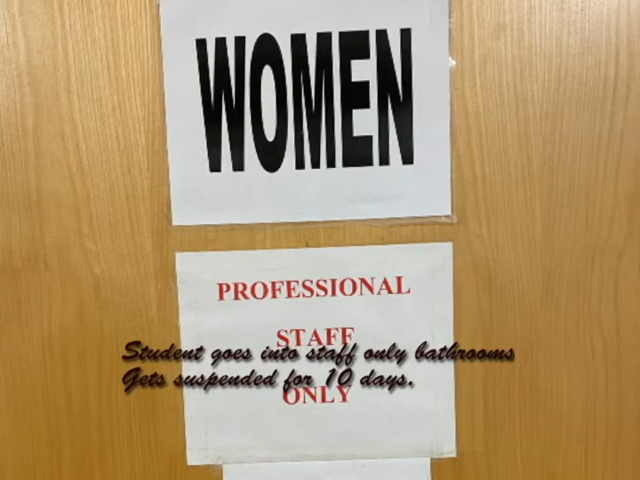 WOMEN
PROFESSIONAL
STAFF
Student goes into staff only bathrooms
Gets suspended for 10 days.
ONLY